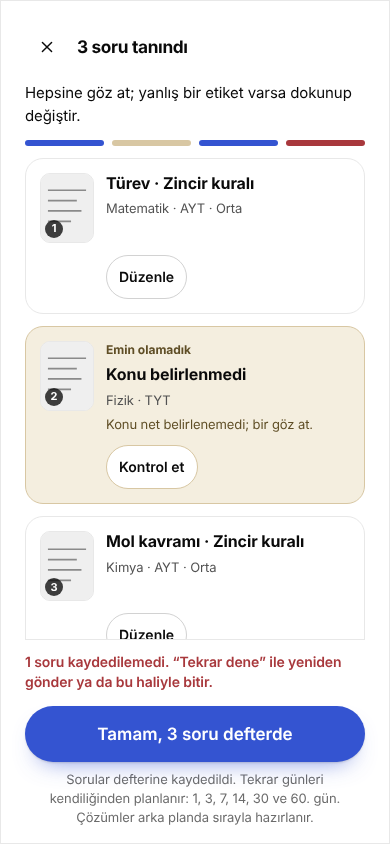 3 soru tanındı
Hepsine göz at; yanlış bir etiket varsa dokunup
değiştir.
1
Türev · Zincir kuralı
Matematik · AYT · Orta
Düzenle
2
Emin olamadık
Konu belirlenmedi
Fizik · TYT
Konu net belirlenemedi; bir göz at.
Kontrol et
3
Mol kavramı · Zincir kuralı
Kimya · AYT · Orta
Düzenle
1 soru kaydedilemedi. “Tekrar dene” ile yeniden
gönder ya da bu haliyle bitir.
Tamam, 3 soru defterde
Sorular defterine kaydedildi. Tekrar günleri
kendiliğinden planlanır: 1, 3, 7, 14, 30 ve 60. gün.
Çözümler arka planda sırayla hazırlanır.